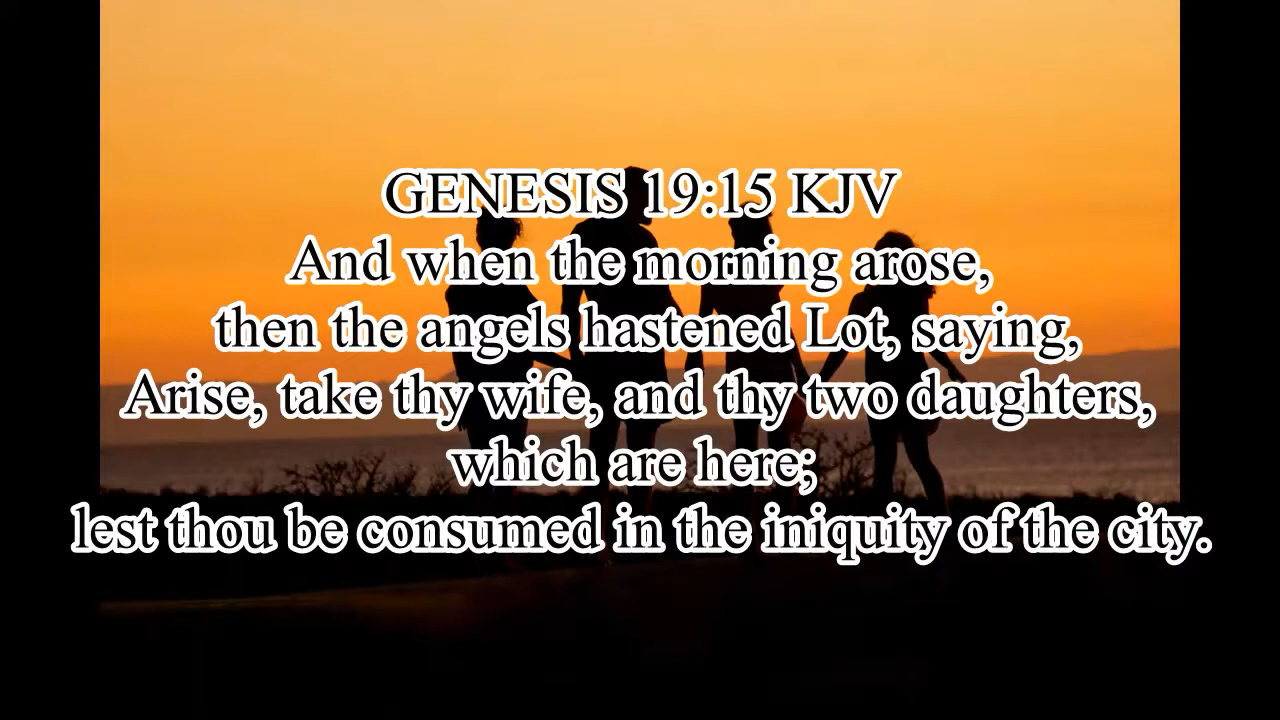 GENESIS 19:15 KJV
And when the morning arose,
then the angels hastened Lot, saying,
Arise, take thy wife, and thy two daughters,
which are here;
lest thou be consumed in the iniquity of the city.